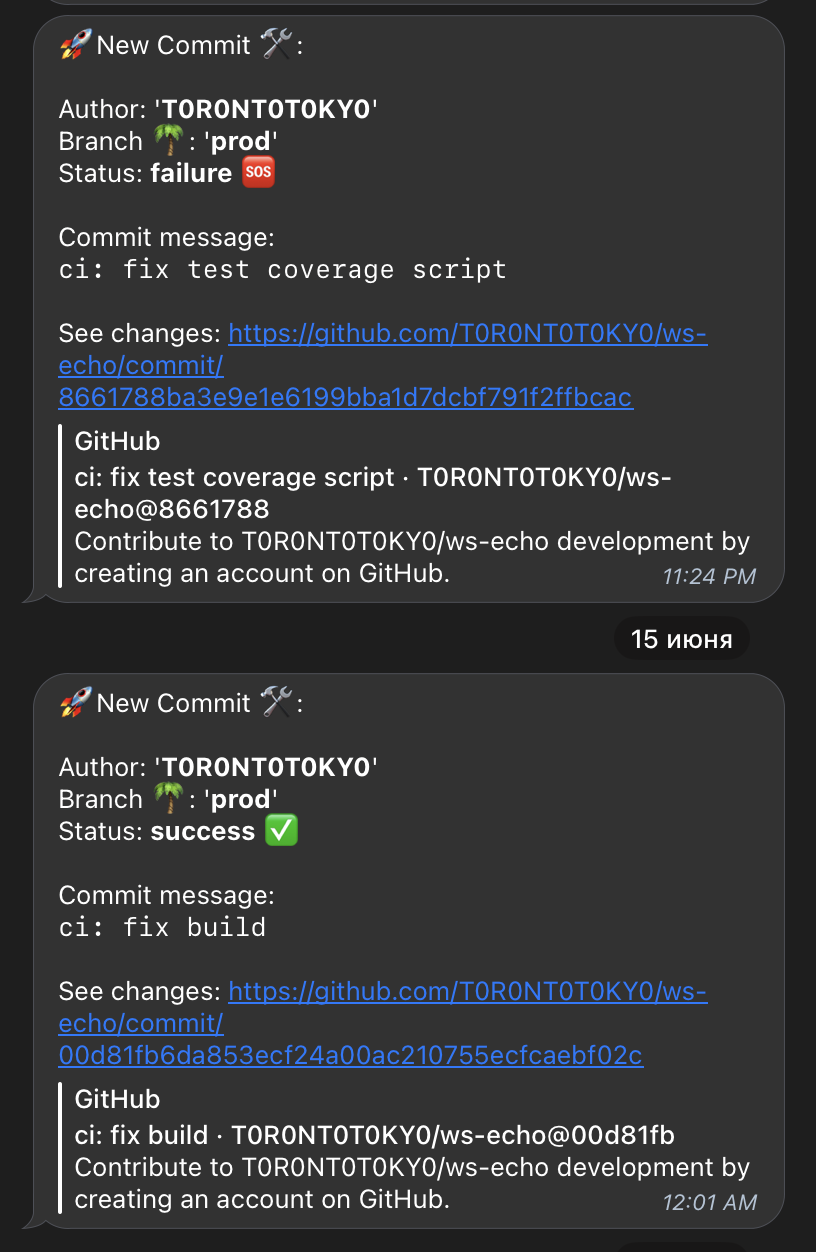 🚀New Commit 🛠️:
Author: 'T0R0NT0T0KY0'
Branch 🌴: 'prod'
Status: failure 🆘
Commit message:
ci: fix test coverage script
See changes: https://github.com/T0R0NT0T0KY0/ws-
echo/commit/
8661788ba3e9e1e6199bba1d7dcbf791f2ffbcac
GitHub
ci: fix test coverage script · T0R0NT0T0KY0/ws-
echo@8661788
Contribute to T0R0NT0T0KY0/ws-echo development by
creating an account on GitHub.
11:24 PM
15 июня
🚀New Commit 🛠️:
Author: 'T0R0NT0T0KY0'
Branch 🌴: 'prod'
Status: success ✅
Commit message:
ci: fix build
See changes: https://github.com/T0R0NT0T0KY0/ws-
echo/commit/
00d81fb6da853ecf24a00ac210755ecfcaebf02c
GitHub
ci: fix build · T0R0NT0T0KY0/ws-echo@00d81fb
Contribute to T0R0NT0T0KY0/ws-echo development by
creating an account on GitHub.
12:01 AM